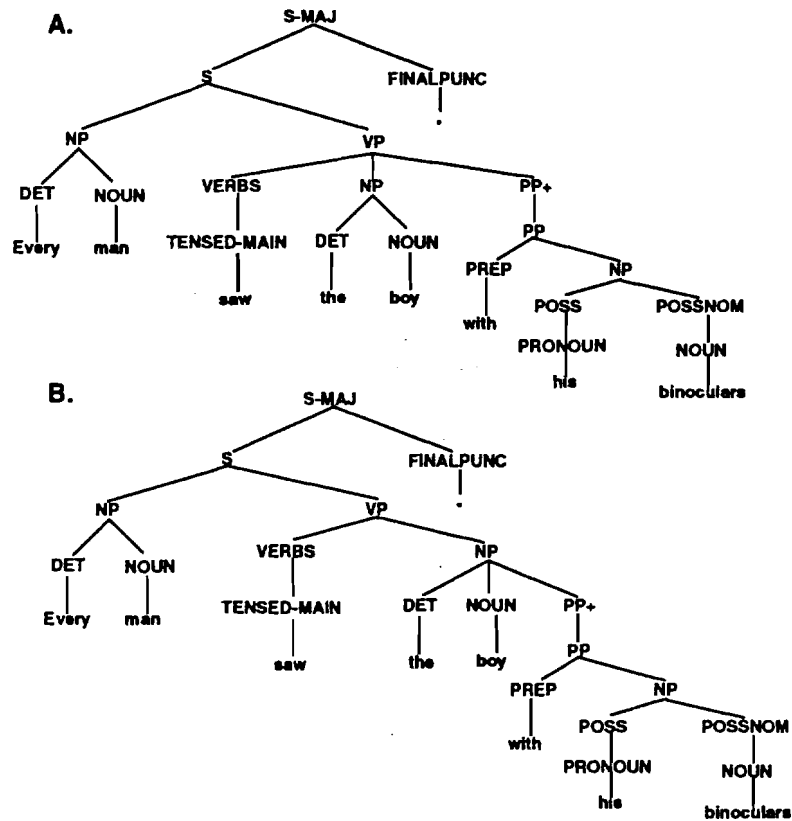 A.
S-MAJ
S FINALPUNC
.
NP VP
DET NOUN VERBS NP PP+
Every man TENSED-MAIN DET NOUN PP
PREP NP
saw the boy POSS POSSNOM
with
PRONOUN NOUN
his binoculars
B.
S-MAJ
S FINALPUNC
.
NP VP
DET NOUN VERBS NP
Every man TENSED-MAIN DET NOUN PP+
saw the boy PP
PREP NP
with POSS POSSNOM
PRONOUN NOUN
his binoculars